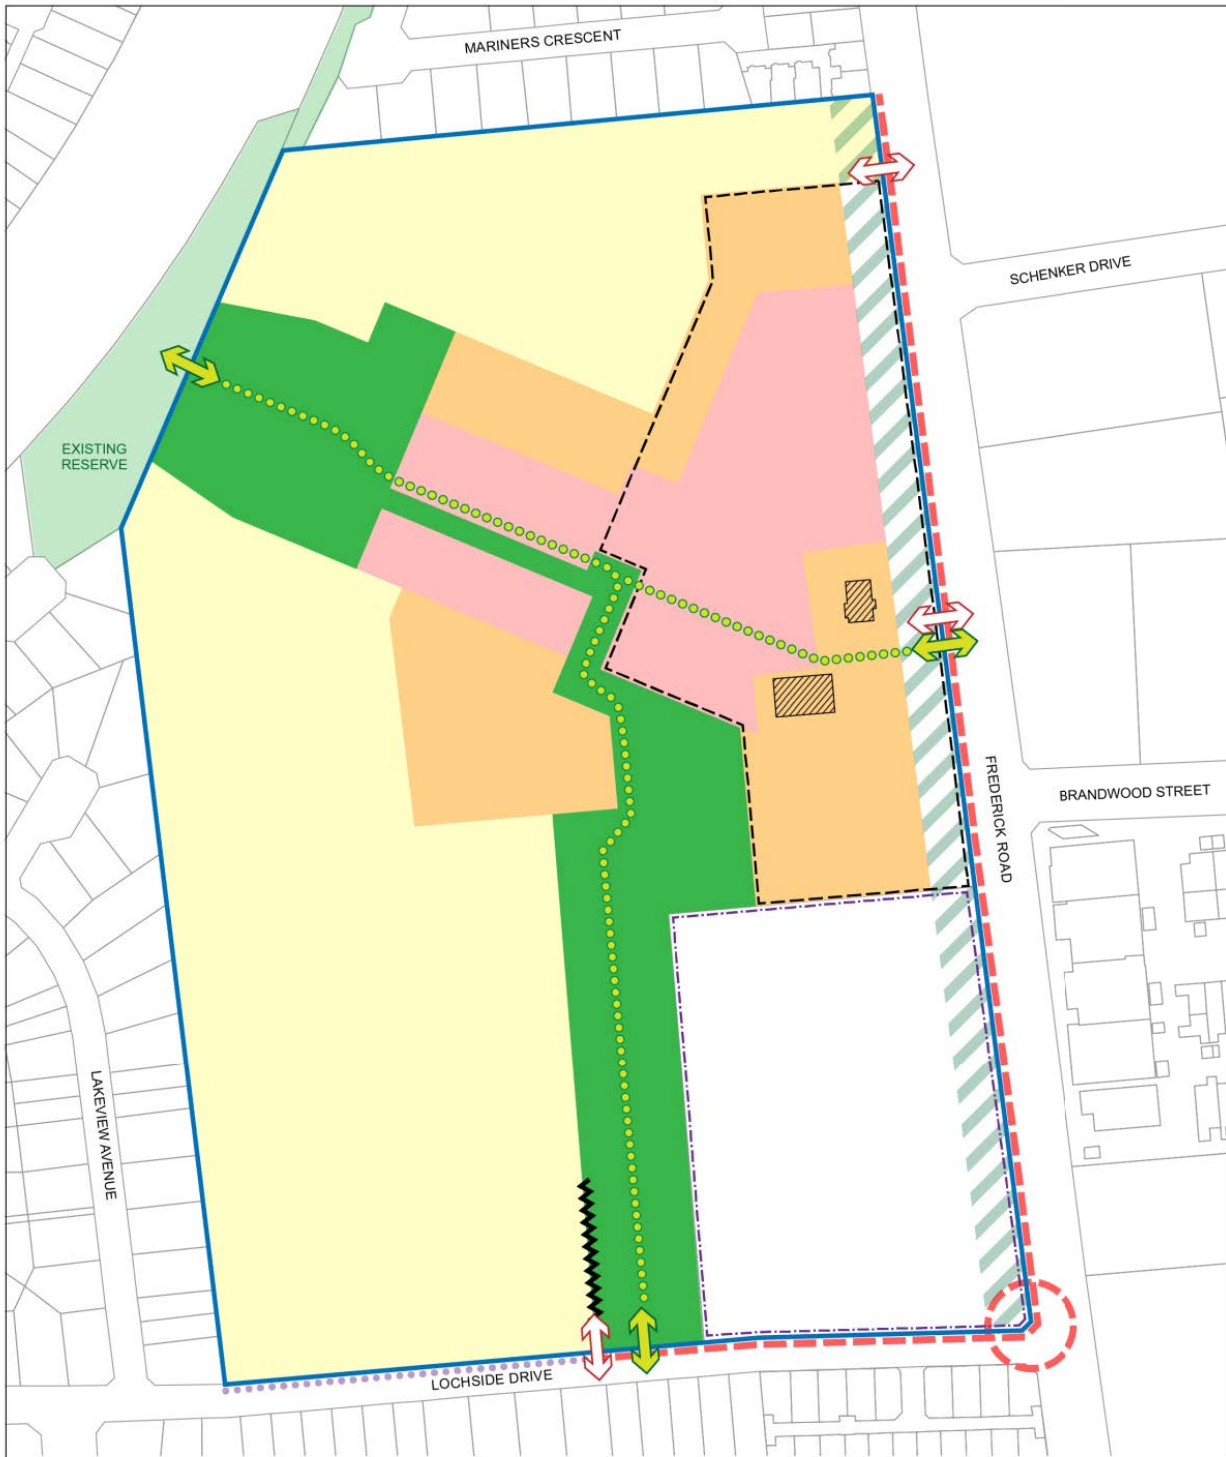 MARINERS CRESCENT
SCHENKER DRIVE
EXISTING
RESERVE
FREDERICK ROAD
BRANDWOOD STREET
LAKEVIEW AVENUE
LOCHSIDE DRIVE